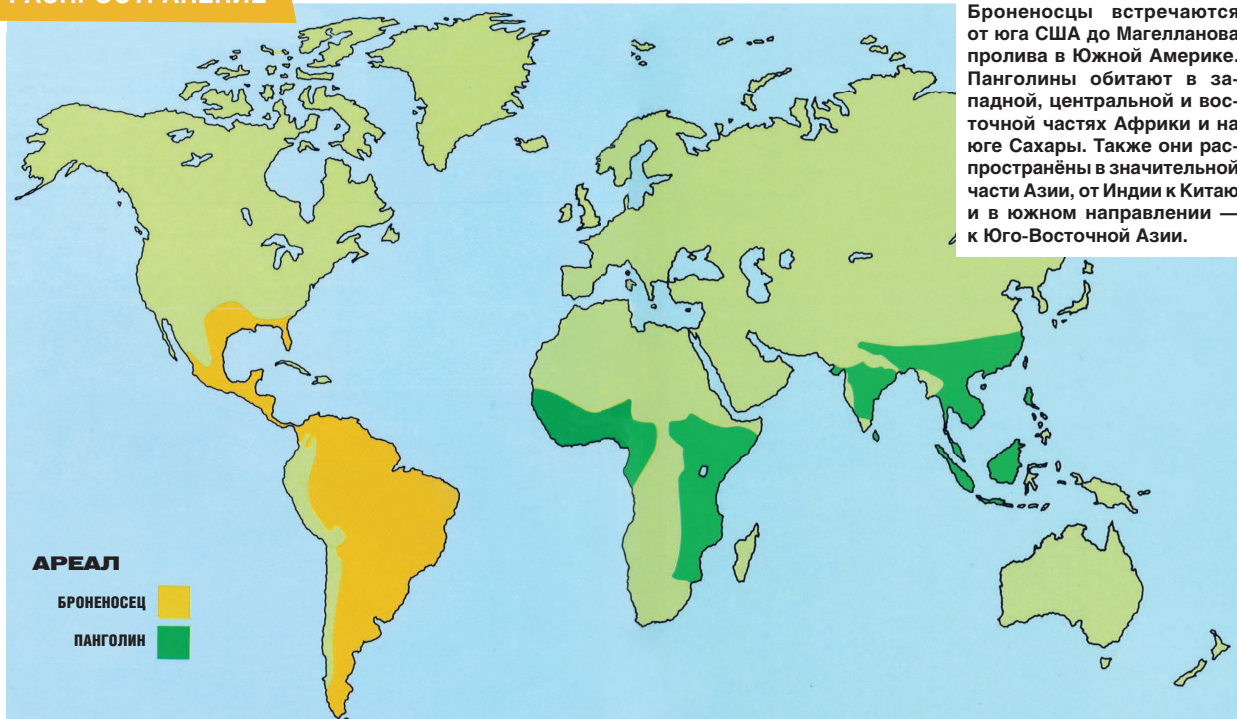 РАСПРОСТРАНЕНИЕ
Броненосцы встречаются
от юга США до Магелланова
пролива в Южной Америке.
Панголины обитают в за-
падной, центральной и вос-
точной частях Африки и на
юге Сахары. Также они рас-
пространёны в значительной
части Азии, от Индии к Китаю
и в южном направлении —
к Юго-Восточной Азии.
АРЕАЛ
БРОНЕНОСЕЦ
ПАНГОЛИН